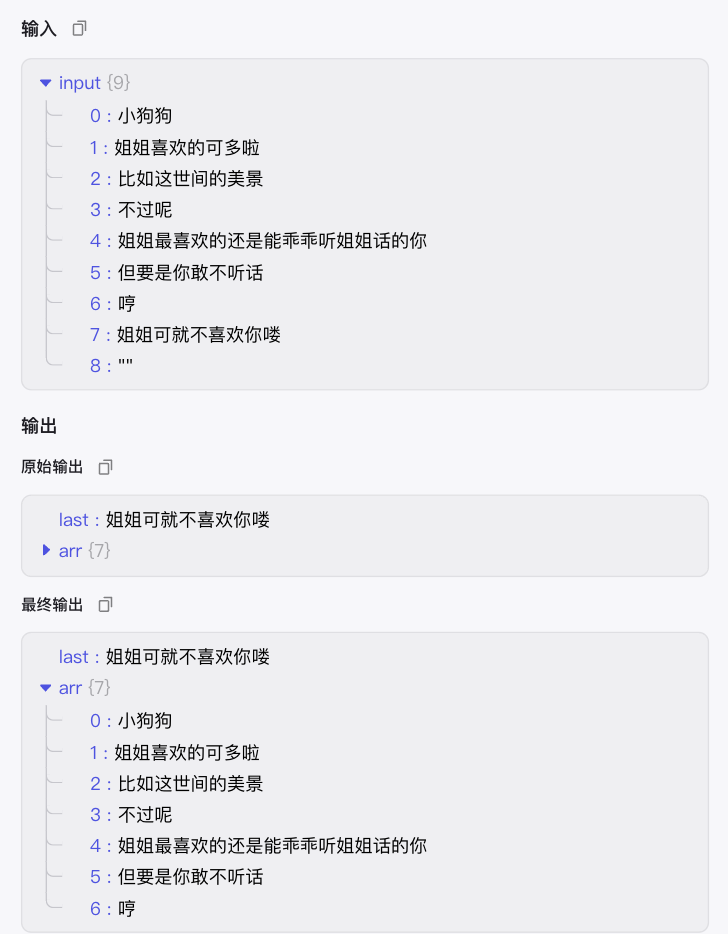 输入
input {9}
0 : 小狗狗
1 : 姐姐喜欢的可多啦
2 : 比如这世间的美景
3 : 不过呢
4 : 姐姐最喜欢的还是能乖乖听姐姐话的你
5 : 但要是你敢不听话
6 : 哼
7 : 姐姐可就不喜欢你喽
8 : ""
输出
原始输出
last : 姐姐可就不喜欢你喽
arr {7}
最终输出
last : 姐姐可就不喜欢你喽
arr {7}
0 : 小狗狗
1 : 姐姐喜欢的可多啦
2 : 比如这世间的美景
3 : 不过呢
4 : 姐姐最喜欢的还是能乖乖听姐姐话的你
5 : 但要是你敢不听话
6 : 哼